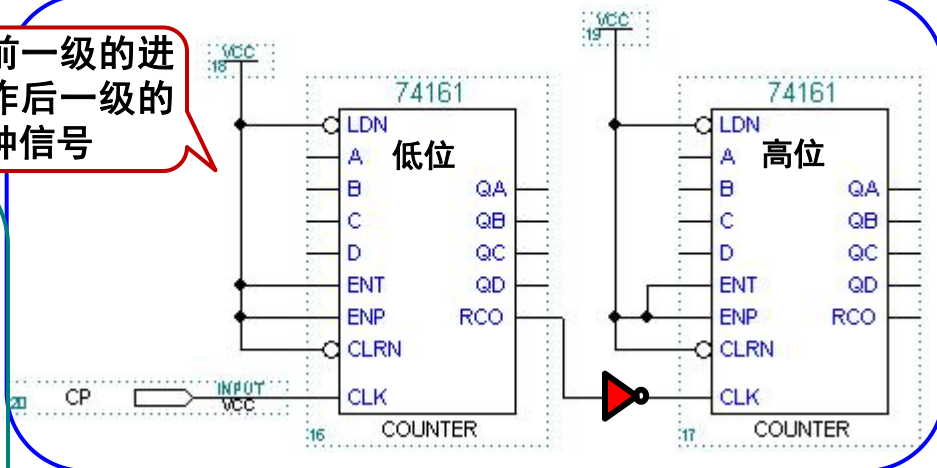 前一级的进
作后一级的
钟信号
VCC
18
74161
低位
LDN
A
B
C
D
ENT
ENP
CLRN
CLK
QA
QB
QC
QD
RCO
COUNTER
16
20
CP
INPUT
VCC
VCC
19
74161
高位
LDN
A
B
C
D
ENT
ENP
CLRN
CLK
QA
QB
QC
QD
RCO
COUNTER
17